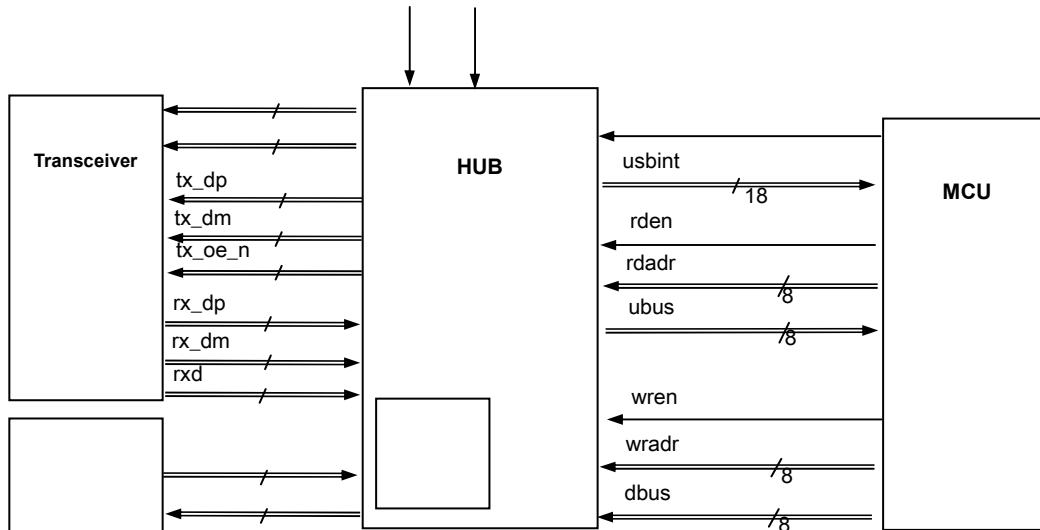 Transceiver
tx_dp
tx_dm
tx_oe_n
rx_dp
rx_dm
rxd
HUB
usbint
18
rden
rdadr
8
ubus
8
wren
wradr
8
dbus
8
MCU